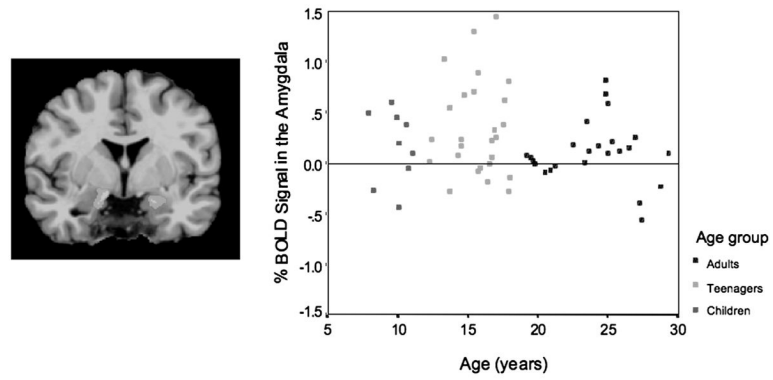 1.5
1.0
.5
0.0
-.5
-1.0
-1.5
% BOLD Signal in the Amygdala
5
10
15
20
25
30
Age (years)
Age group
Adults
Teenagers
Children